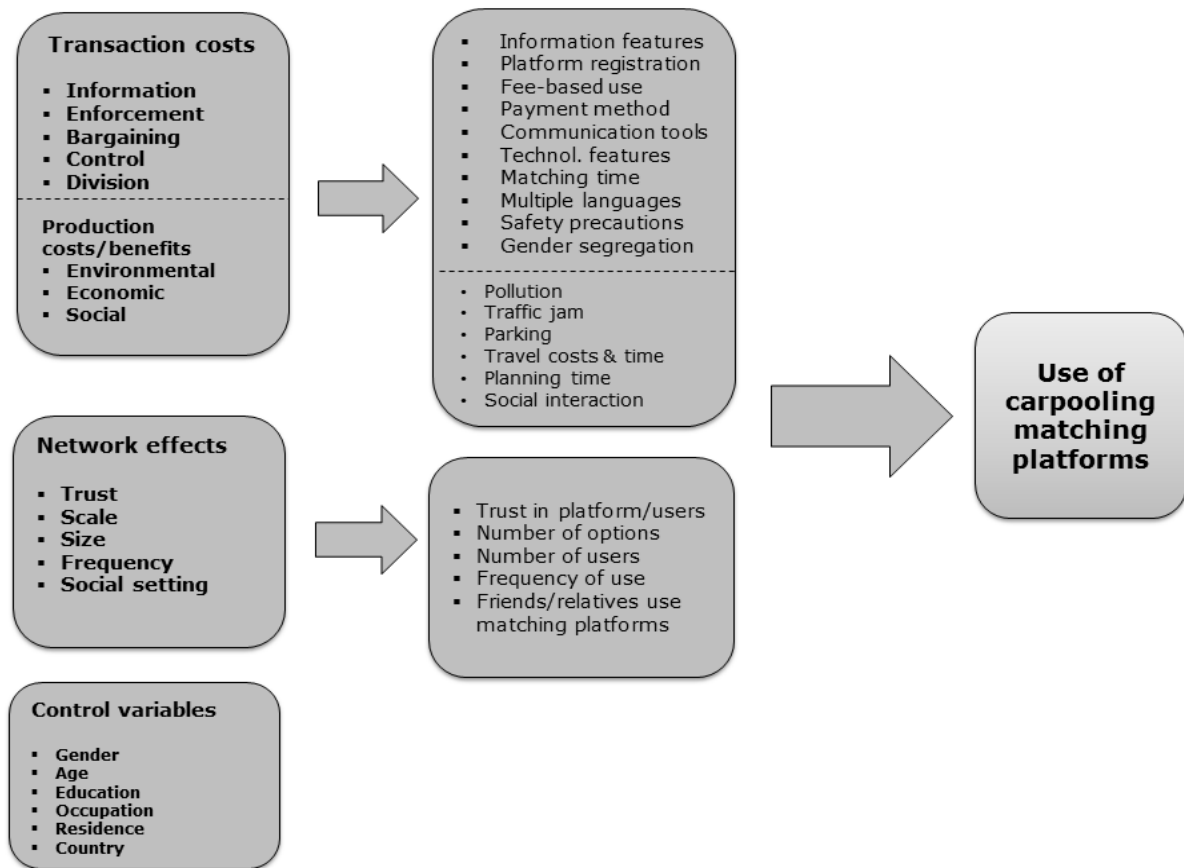 Transaction costs
▪ Information
▪ Enforcement
▪ Bargaining
▪ Control
▪ Division
Production
costs/benefits
▪ Environmental
▪ Economic
▪ Social
▪ Information features
▪ Platform registration
▪ Fee-based use
▪ Payment method
▪ Communication tools
▪ Technol. features
▪ Matching time
▪ Multiple languages
▪ Safety precautions
▪ Gender segregation
• Pollution
• Traffic jam
• Parking
• Travel costs & time
• Planning time
• Social interaction
Network effects
▪ Trust
▪ Scale
▪ Size
▪ Frequency
▪ Social setting
▪ Trust in platform/users
▪ Number of options
▪ Number of users
▪ Frequency of use
▪ Friends/relatives use
matching platforms
Use of
carpooling
matching
platforms
Control variables
▪ Gender
▪ Age
▪ Education
▪ Occupation
▪ Residence
▪ Country